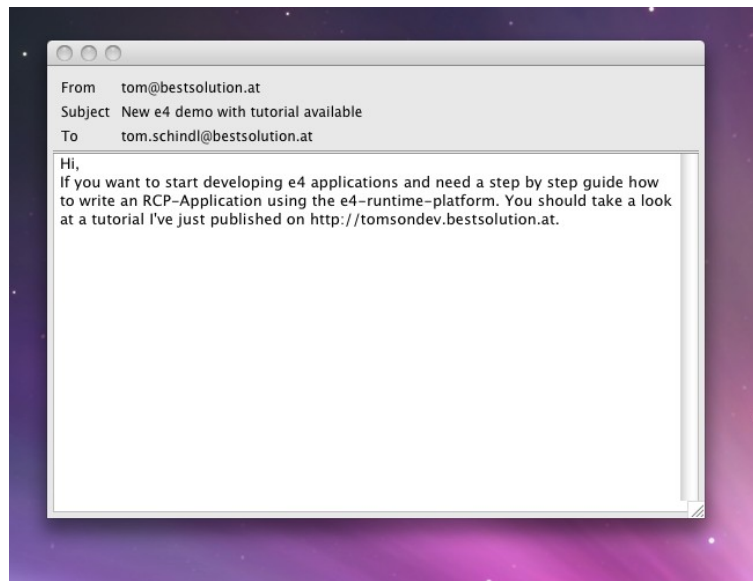 From tom@bestsolution.at
Subject New e4 demo with tutorial available
To tom.schindl@bestsolution.at
Hi,
If you want to start developing e4 applications and need a step by step guide how
to write an RCP-Application using the e4-runtime-platform. You should take a look
at a tutorial I've just published on http://tomsondev.bestsolution.at.